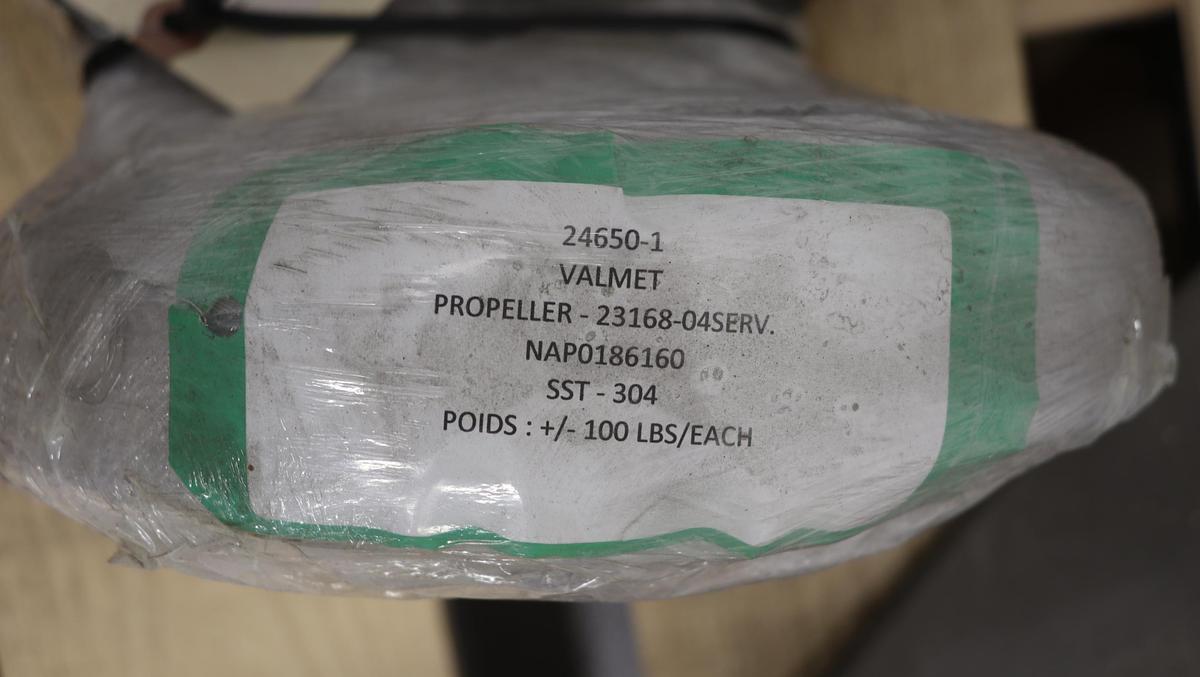 24650-1
VALMET
PROPELLER - 23168-04SERV.
NAP0186160
SST - 304
POIDS : +/- 100 LBS/EACH